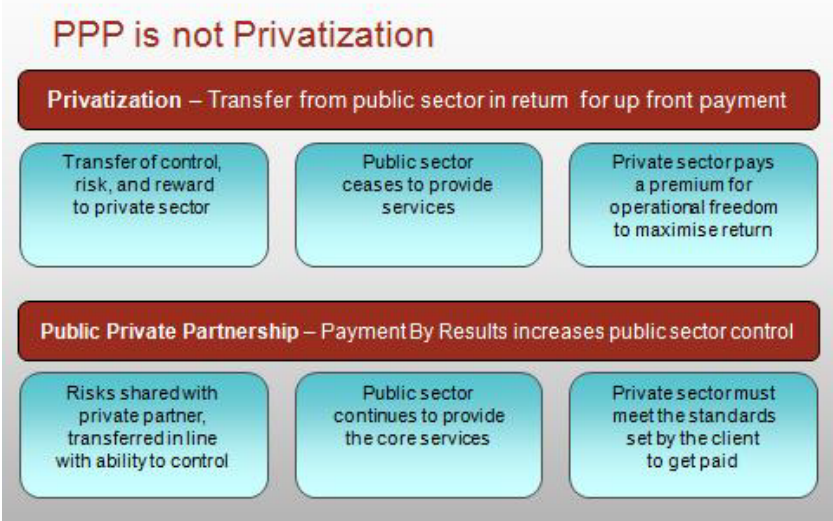 PPP is not Privatization
Privatization – Transfer from public sector in return for up front payment
Transfer of control,
risk, and reward
to private sector
Public sector
ceases to provide
services
Private sector pays
a premium for
operational freedom
to maximise return
Public Private Partnership – Payment By Results increases public sector control
Risks shared with
private partner,
transferred in line
with ability to control
Public sector
continues to provide
the core services
Private sector must
meet the standards
set by the client
to get paid